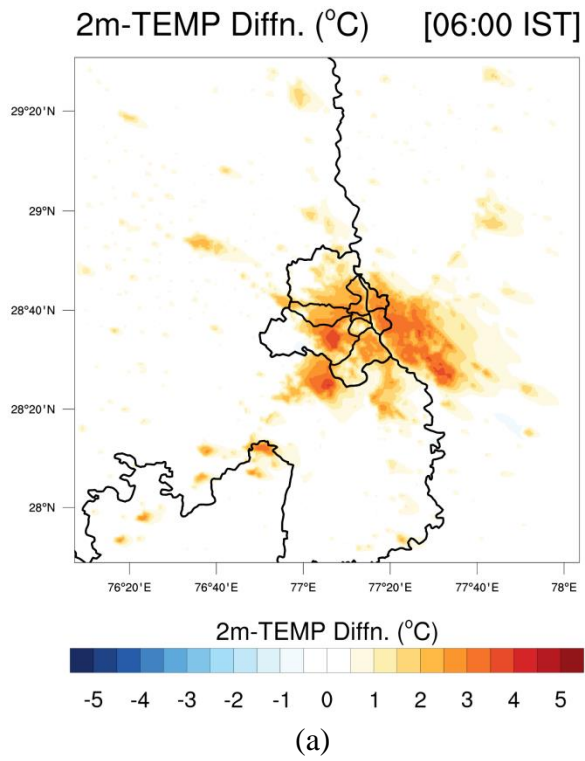 2m-TEMP Diffn. (°C) [06:00 IST]
29°20'N
29°N
28°40'N
28°20'N
28°N
76°20'E 76°40'E 77°E 77°20'E 77°40'E 78°E
2m-TEMP Diffn. (°C)
-5 -4 -3 -2 -1 0 1 2 3 4 5
(a)